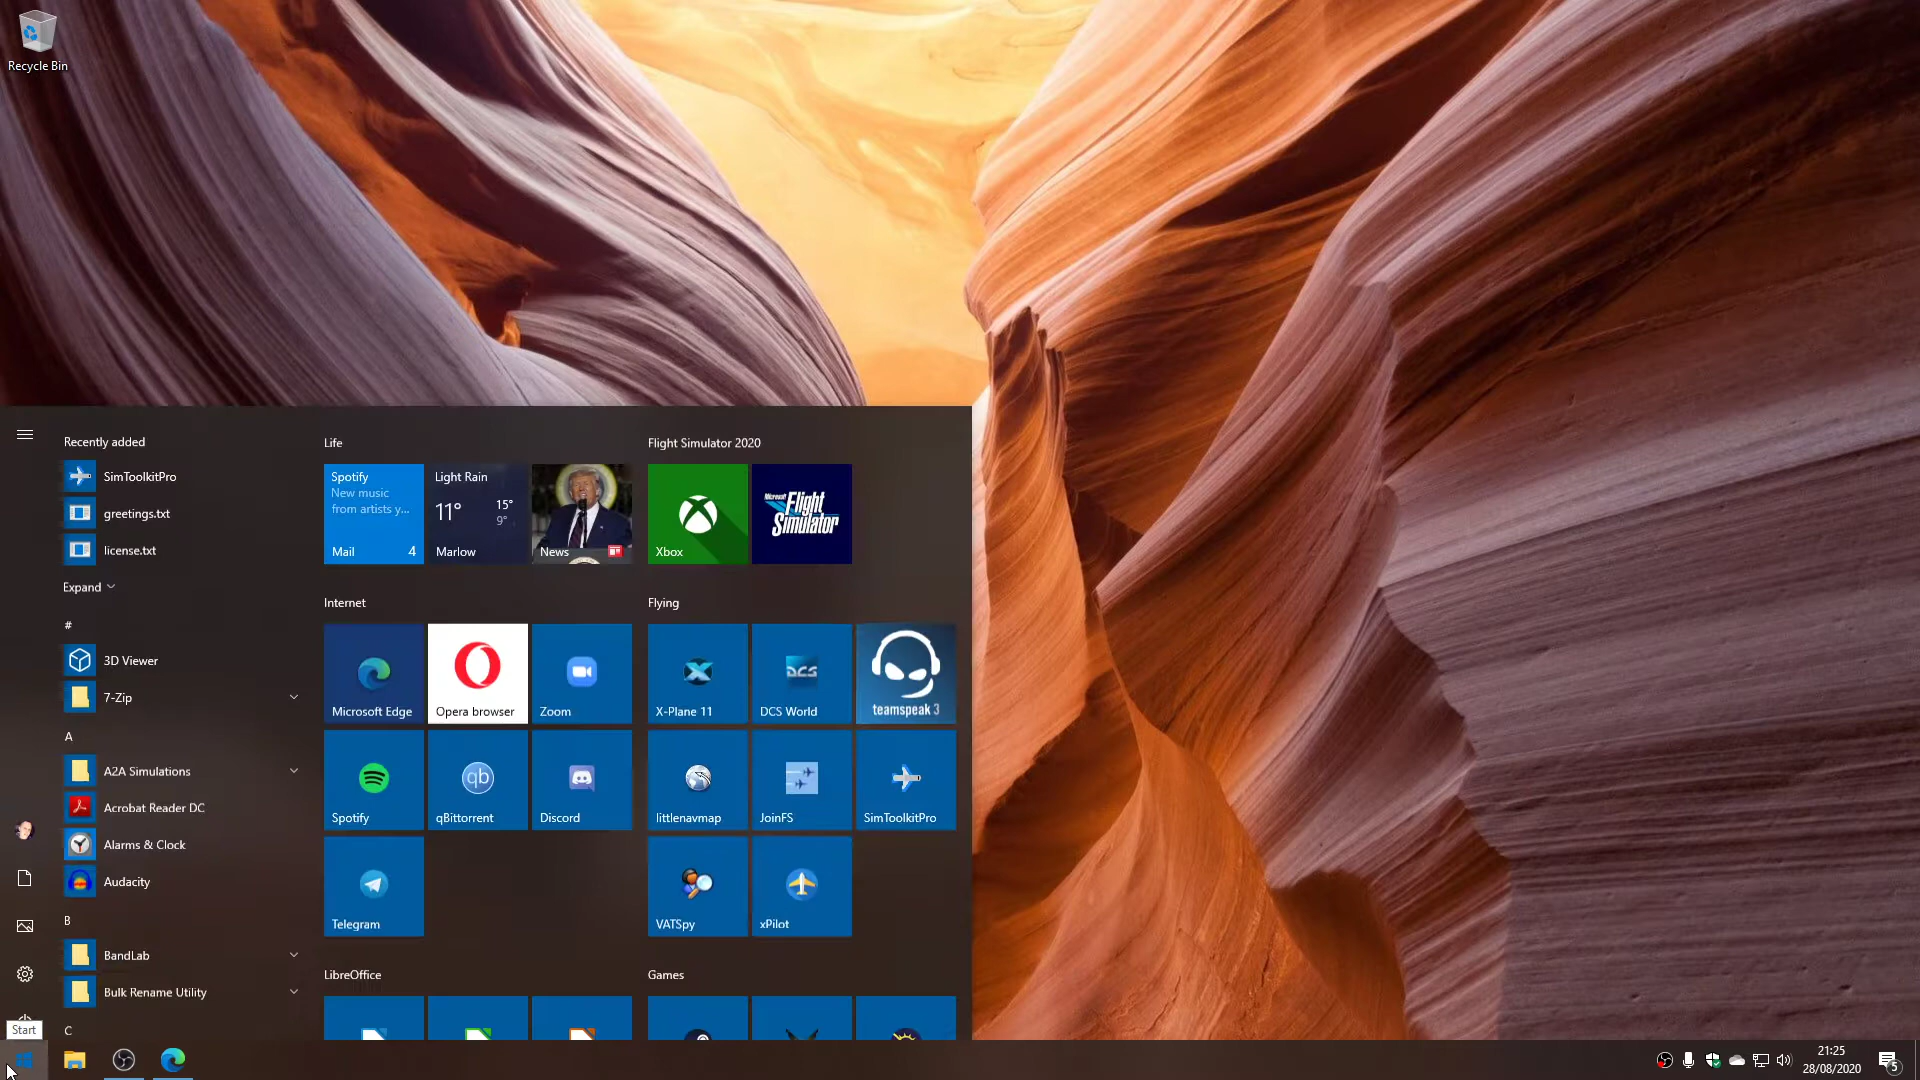 Recycle Bin
Recently added
SimToolkitPro
greetings.txt
license.txt
Expand
#
3D Viewer
7-Zip
A
A2A Simulations
Acrobat Reader DC
Alarms & Clock
Audacity
B
BandLab
Bulk Rename Utility
C
Start
Life
Spotify
New music
from artists y...
Mail 4
Light Rain
11° 15°
9°
Marlow
News
Internet
Microsoft Edge
Opera browser
Zoom
Spotify
qb
qBittorrent
Discord
Telegram
LibreOffice
Flight Simulator 2020
Xbox
Microsoft
Flight
Simulator
Flying
X-Plane 11
DCS
DCS World
teamspeak 3
littlenavmap
JoinFS
SimToolkitPro
VATSpy
xPilot
Games
21:25
28/08/2020
5